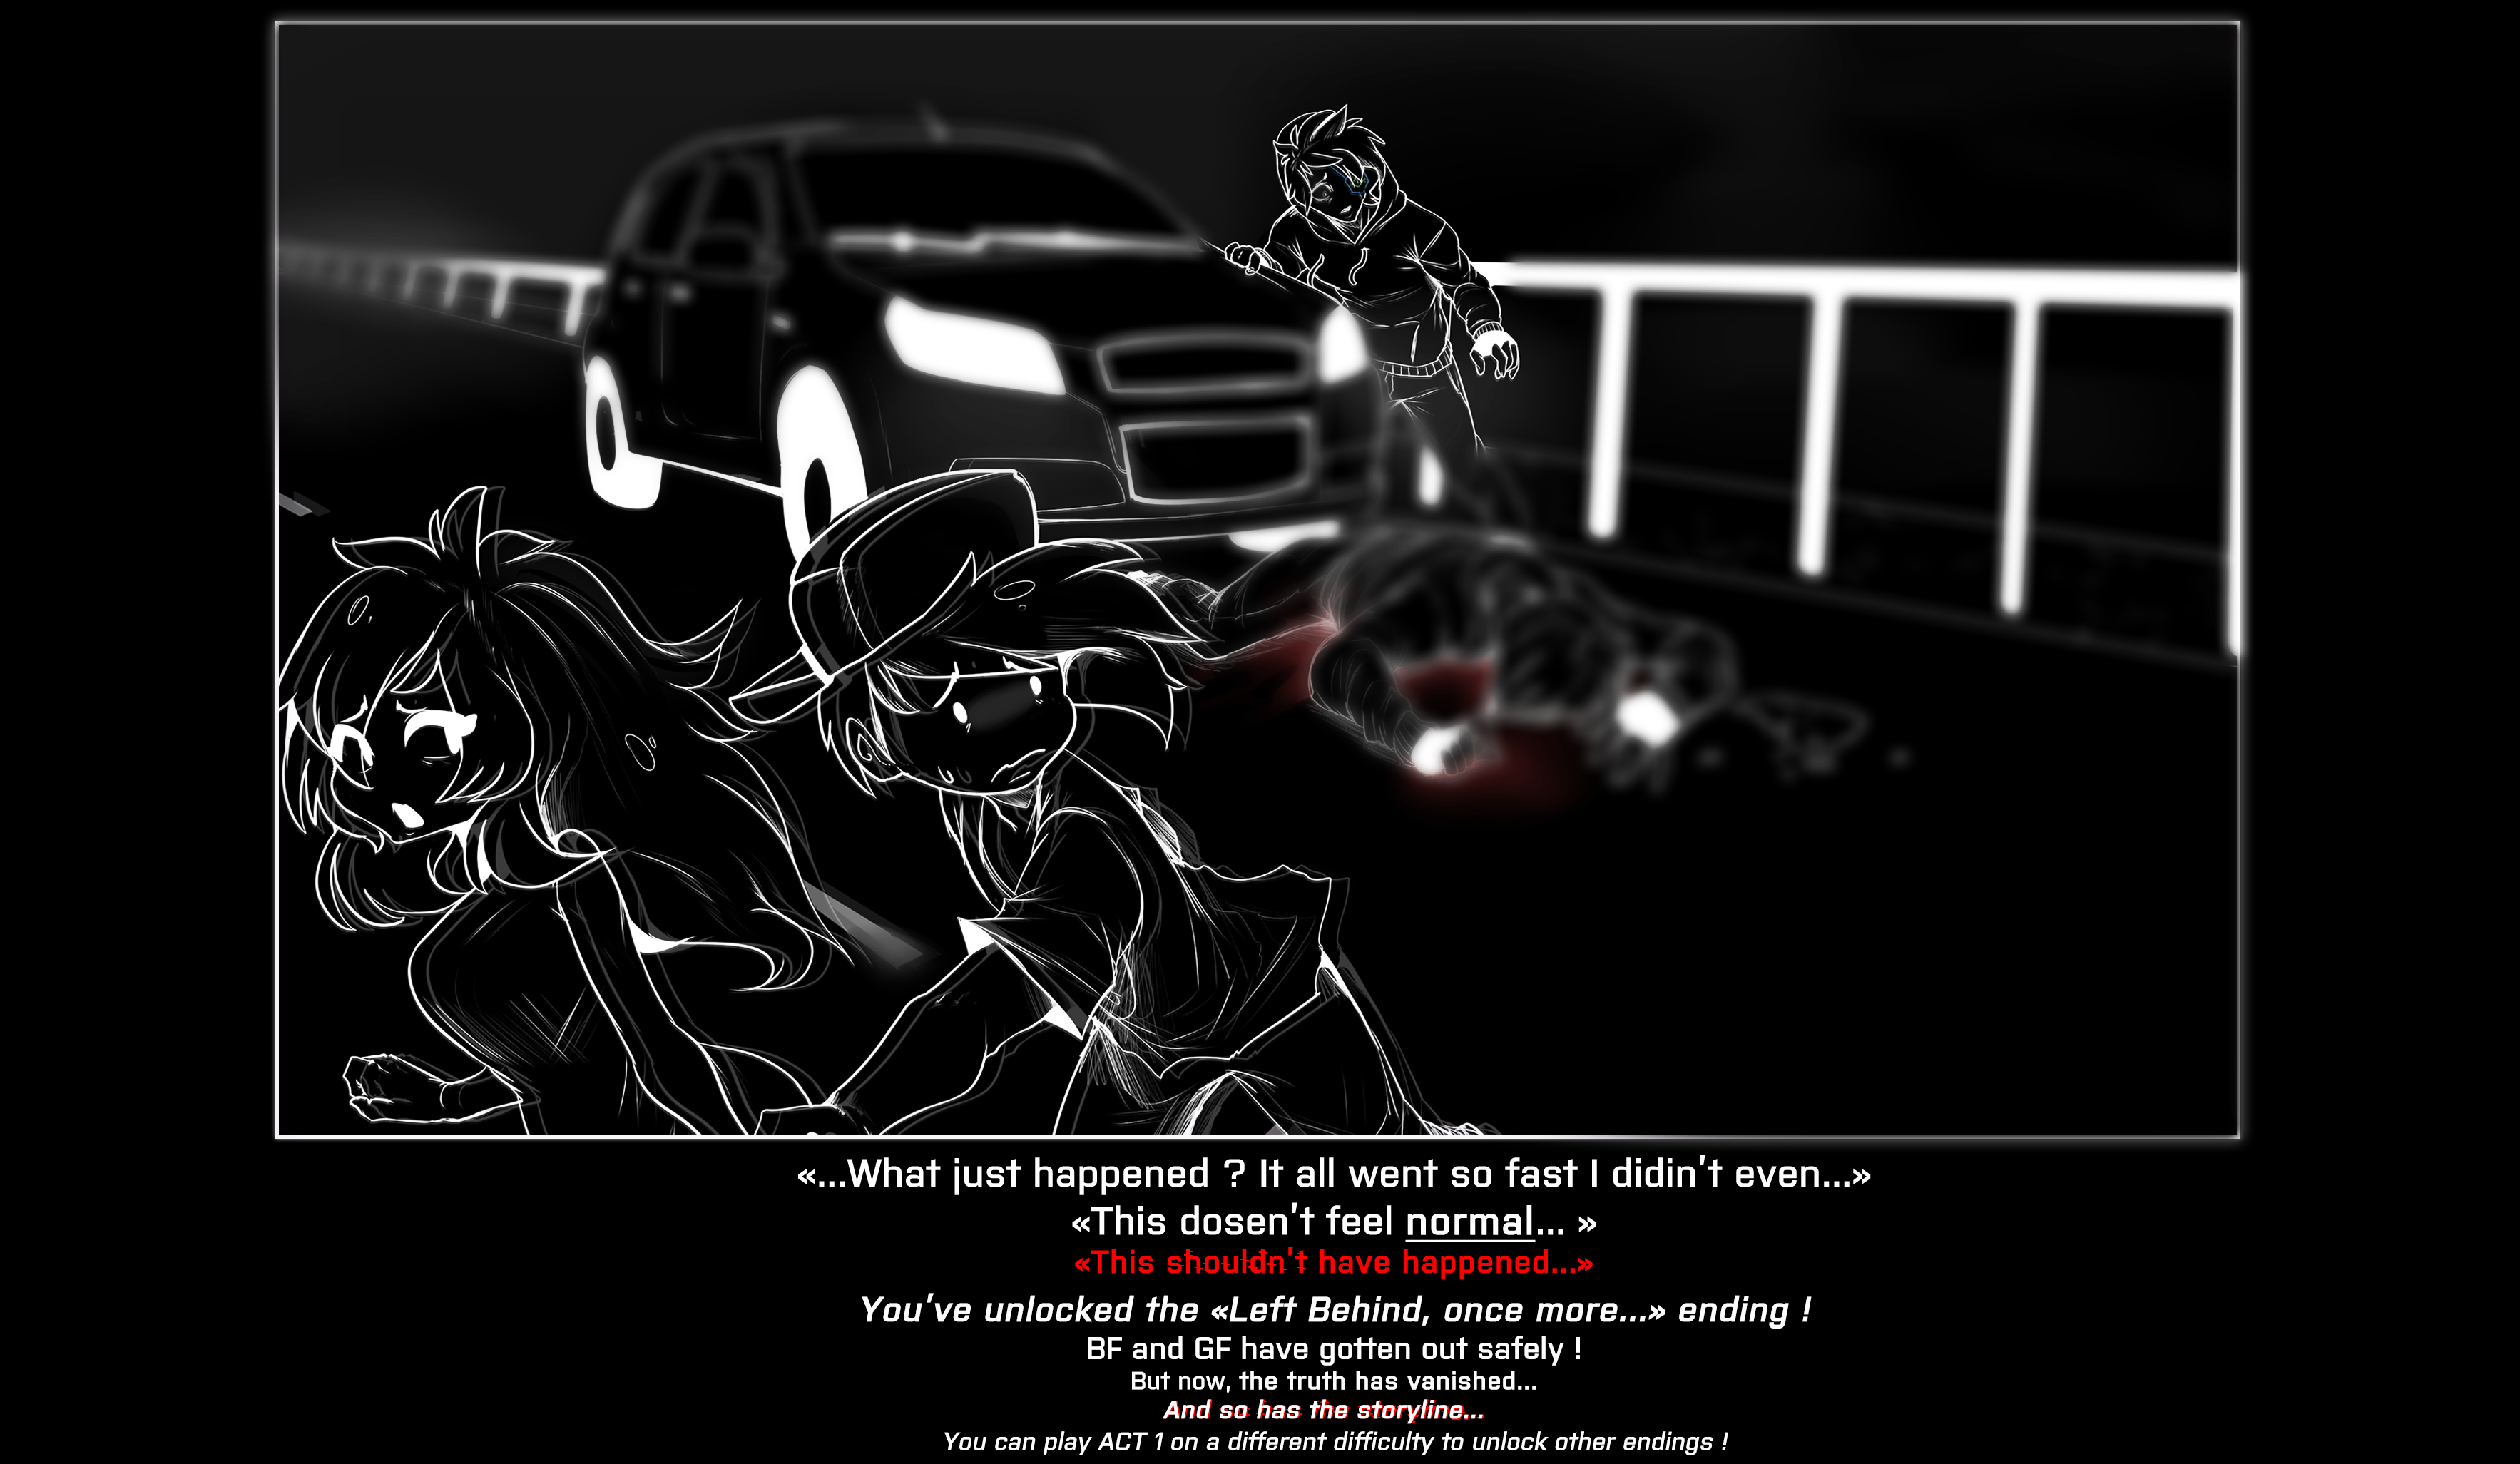 «...What just happened ? It all went so fast I didin't even...»
«This dosen't feel normal... »
«This shouldn't have happened...»
You've unlocked the «Left Behind, once more...» ending !
BF and GF have gotten out safely !
But now, the truth has vanished...
And so has the storyline...
You can play ACT 1 on a different difficulty to unlock other endings !